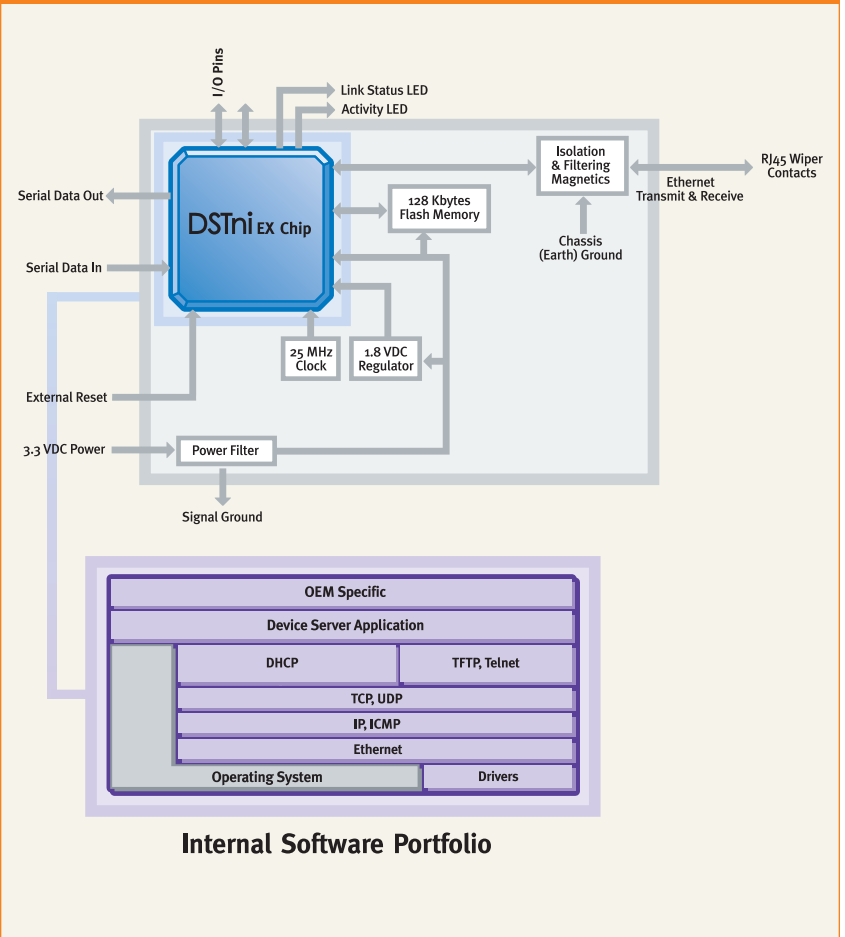 I/O Pins
Link Status LED
Activity LED
Isolation
& Filtering
Magnetics
RJ45 Wiper
Contacts
Ethernet
Transmit & Receive
Serial Data Out
128 Kbytes
Flash Memory
DSTni EX Chip
Chassis
(Earth) Ground
Serial Data In
25 MHz
Clock
1.8 VDC
Regulator
External Reset
3.3 VDC Power
Power Filter
Signal Ground
OEM Specific
Device Server Application
DHCP
TFTP, Telnet
TCP, UDP
IP, ICMP
Ethernet
Operating System
Drivers
Internal Software Portfolio